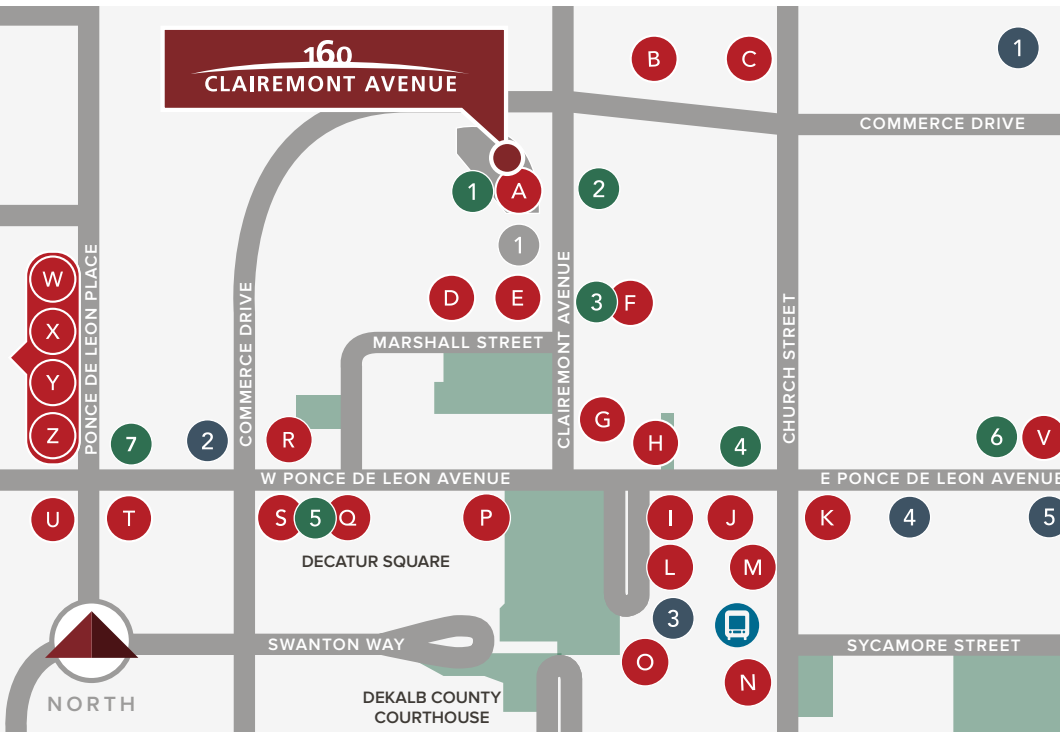 160
CLAIREMONT AVENUE
B
C
1
COMMERCE DRIVE
1
A
2
1
W
X
Y
Z
PONCE DE LEON PLACE
COMMERCE DRIVE
D
E
3
F
MARSHALL STREET
CLAIREMONT AVENUE
CHURCH STREET
7
2
R
G
H
4
6
V
W PONCE DE LEON AVENUE
E PONCE DE LEON AVENUE
U
T
S
5
Q
P
I
J
K
4
5
DECATUR SQUARE
L
M
3
SWANTON WAY
SYCAMORE STREET
O
N
NORTH
DEKALB COUNTY
COURTHOUSE